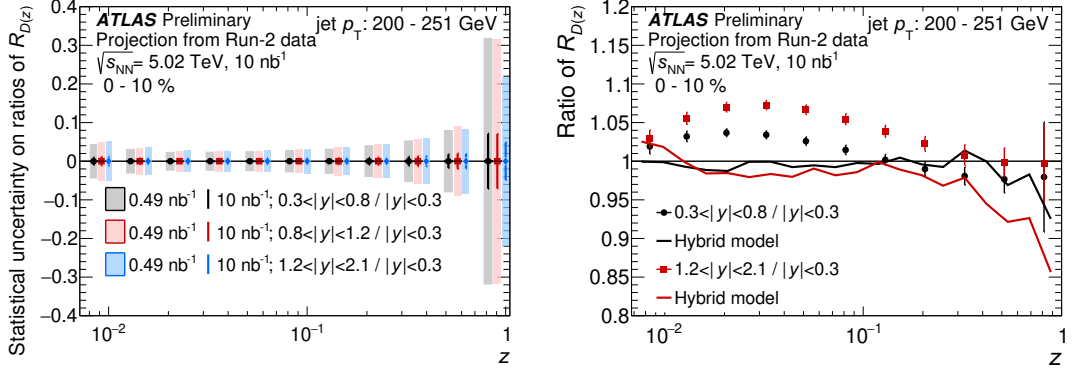 ATLAS Preliminary
jet pT: 200 - 251 GeV
Projection from Run-2 data
√sNN = 5.02 TeV, 10 nb-1
0 - 10 %
Statistical uncertainty on ratios of RD(z)
0.4
0.3
0.2
0.1
0
−0.1
−0.2
−0.3
−0.4
0.49 nb-1 10 nb-1; 0.3<|y|<0.8 / |y|<0.3
0.49 nb-1 10 nb-1; 0.8<|y|<1.2 / |y|<0.3
0.49 nb-1 10 nb-1; 1.2<|y|<2.1 / |y|<0.3
10−2
10−1
1
z
ATLAS Preliminary
jet pT: 200 - 251 GeV
Projection from Run-2 data
√sNN = 5.02 TeV, 10 nb-1
0 - 10 %
Ratio of RD(z)
1.2
1.15
1.1
1.05
1
0.95
0.9
0.85
0.8
0.3<|y|<0.8 / |y|<0.3
Hybrid model
1.2<|y|<2.1 / |y|<0.3
Hybrid model
10−2
10−1
1
z